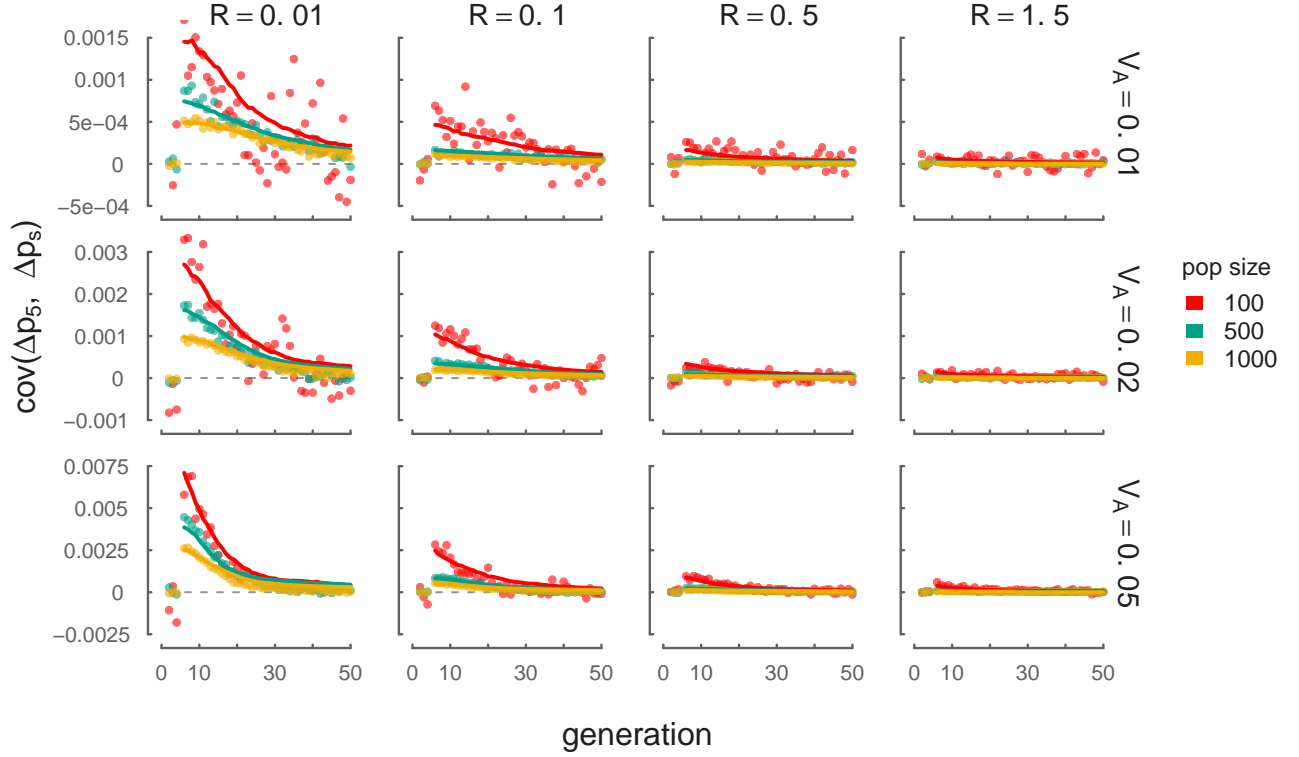 R = 0. 01 R = 0. 1 R = 0. 5 R = 1. 5
cov(Δp₅, Δpₛ)
0.0015
0.001
5e−04
0
−5e−04
V_A = 0. 01
0.003
0.002
0.001
0
−0.001
V_A = 0. 02
0.0075
0.005
0.0025
0
−0.0025
V_A = 0. 05
0 10 30 50 0 10 30 50 0 10 30 50 0 10 30 50
generation
pop size
100
500
1000